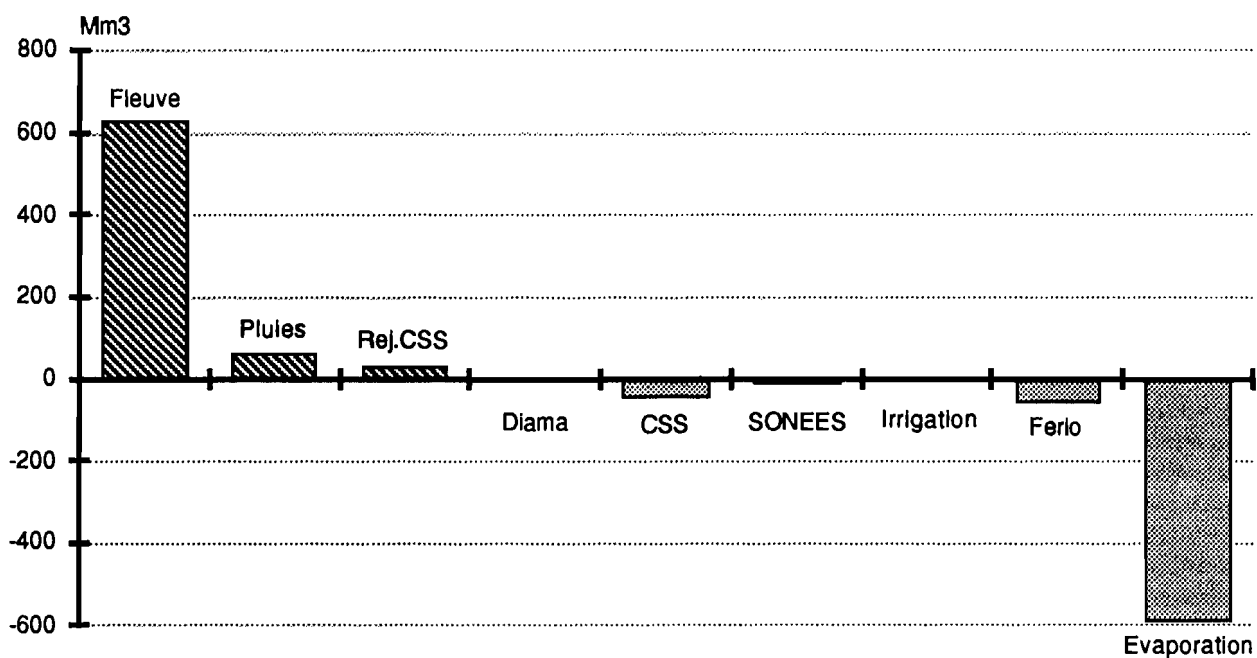 Mm3
800
Fleuve
600
400
200
Pluies
Rej.CSS
0
Diama
CSS
SONEES
Irrigation
Ferlo
-200
-400
-600
Evaporation